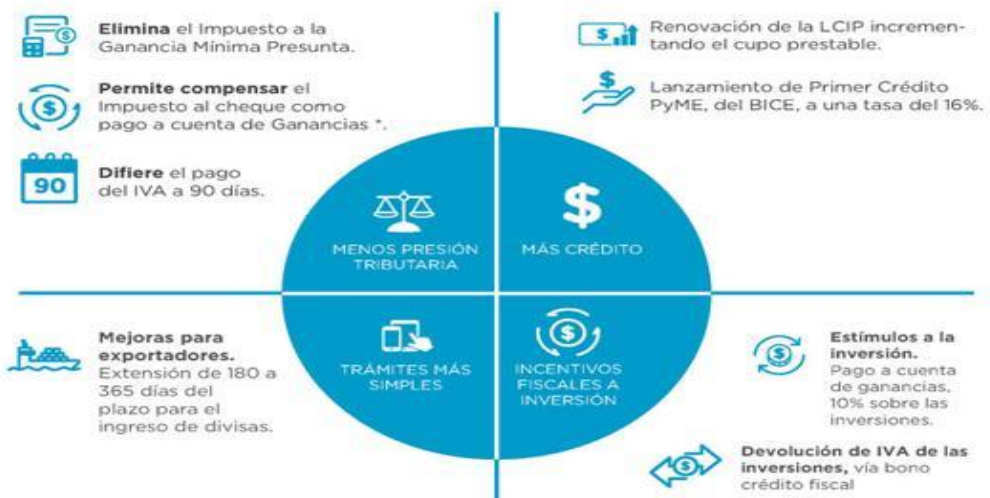 Elimina el Impuesto a la
Ganancia Mínima Presunta.
Permite compensar el
Impuesto al cheque como
pago a cuenta de Ganancias *.
90
Difiere el pago
del IVA a 90 días.
$
Renovación de la LCIP incremen-
tando el cupo prestable.
$
Lanzamiento de Primer Crédito
PyME, del BICE, a una tasa del 16%.
MENOS PRESIÓN
TRIBUTARIA
$
MÁS CRÉDITO
Mejoras para
exportadores.
Extensión de 180 a
365 días del
plazo para el
ingreso de divisas.
TRÁMITES MÁS
SIMPLES
$
INCENTIVOS
FISCALES A
INVERSIÓN
$
Estímulos a la
inversión.
Pago a cuenta
de ganancias,
10% sobre las
inversiones.
$
Devolución de IVA de las
inversiones, vía bono
crédito fiscal